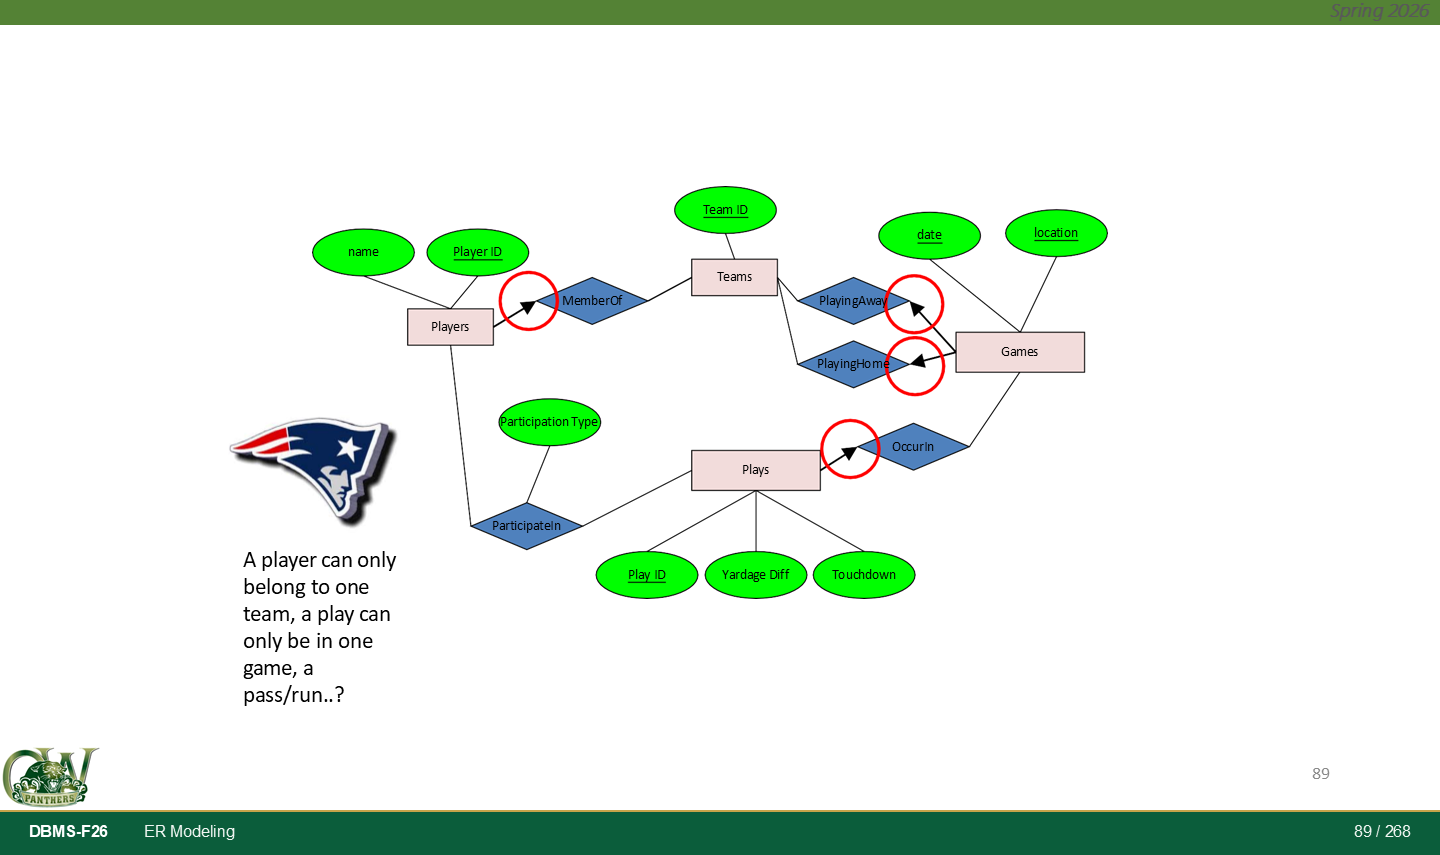 Spring 2026
Team ID
date
location
name
Player ID
Teams
MemberOf
PlayingAway
Players
Games
PlayingHome
Participation Type
OccurIn
Plays
ParticipateIn
A player can only
belong to one
team, a play can
only be in one
game, a
pass/run..?
Play ID
Yardage Diff
Touchdown
OW
PANTHERS
89
DBMS-F26
ER Modeling
89 / 268